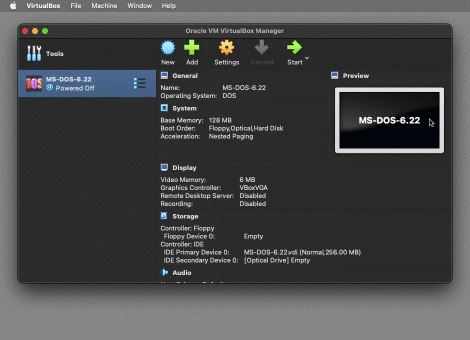 VirtualBox File Machine Window Help
Oracle VM VirtualBox Manager
Tools
New Add Settings Discard Start
MS-DOS-6.22
Powered Off
General
Name: MS-DOS-6.22
Operating System: DOS
System
Base Memory: 128 MB
Boot Order: Floppy,Optical,Hard Disk
Acceleration: Nested Paging
Preview
MS-DOS-6.22
Display
Video Memory: 6 MB
Graphics Controller: VBoxVGA
Remote Desktop Server: Disabled
Recording: Disabled
Storage
Controller: Floppy
Floppy Device 0: Empty
Controller: IDE
IDE Primary Device 0: MS-DOS-6.22.vdi (Normal,256.00 MB)
IDE Secondary Device 0: [Optical Drive] Empty
Audio